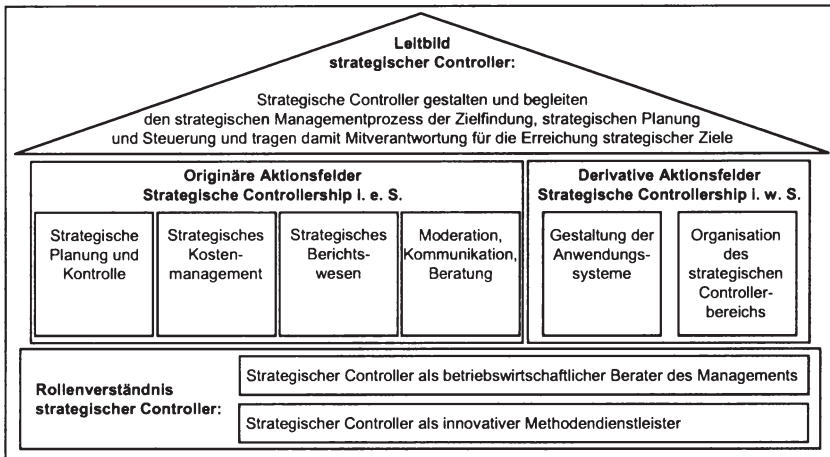 Leitbild
strategischer Controller:
Strategische Controller gestalten und begleiten
den strategischen Managementprozess der Zielfindung, strategischen Planung
und Steuerung und tragen damit Mitverantwortung für die Erreichung strategischer Ziele
Originäre Aktionsfelder
Strategische Controllership i. e. S.
Strategische
Planung und
Kontrolle
Strategisches
Kosten-
management
Strategisches
Berichts-
wesen
Moderation,
Kommunikation,
Beratung
Derivative Aktionsfelder
Strategische Controllership i. w. S.
Gestaltung der
Anwendungs-
systeme
Organisation
des
strategischen
Controller-
bereichs
Rollenverständnis
strategischer Controller:
Strategischer Controller als betriebswirtschaftlicher Berater des Managements
Strategischer Controller als innovativer Methodendienstleister